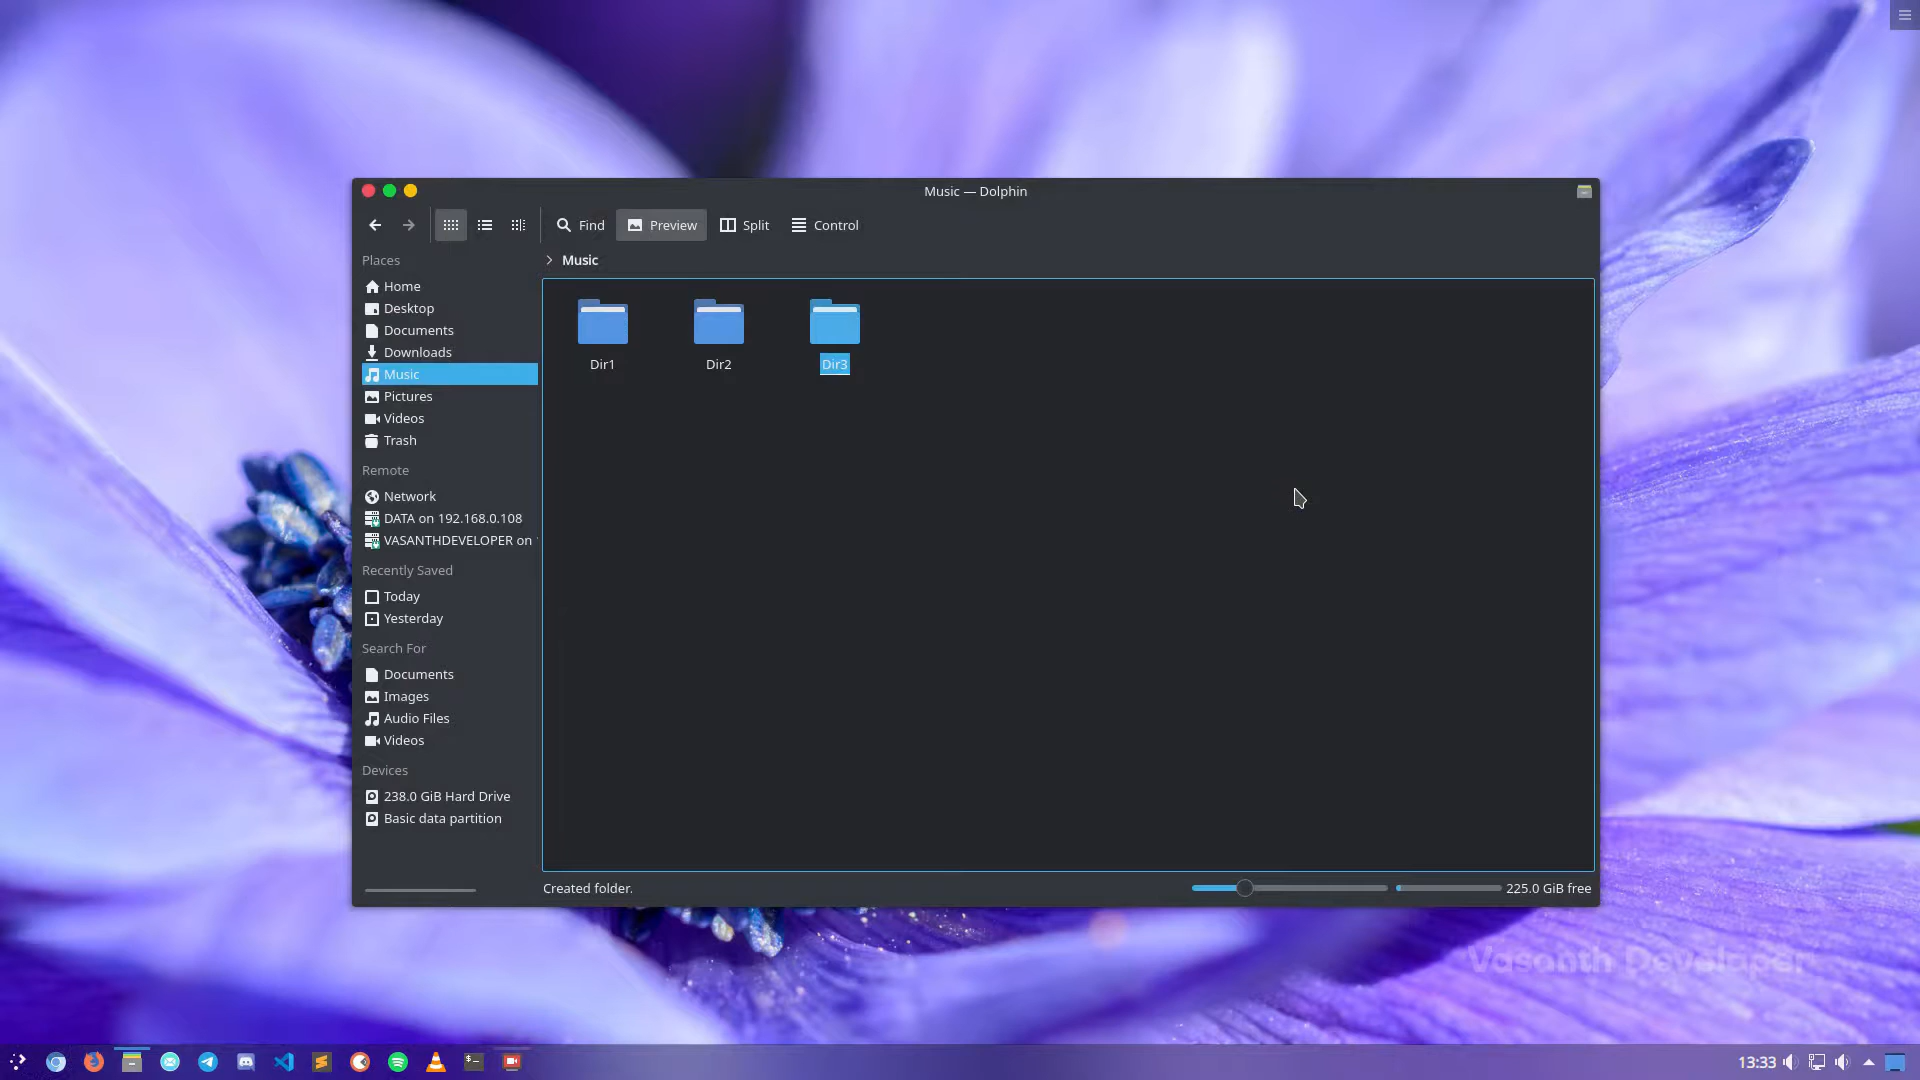 Music — Dolphin
Find Preview Split Control
Places
Music
Home
Desktop
Documents
Downloads
Music
Pictures
Videos
Trash
Dir1 Dir2 Dir3
Remote
Network
DATA on 192.168.0.108
VASANTHDEVELOPER on
Recently Saved
Today
Yesterday
Search For
Documents
Images
Audio Files
Videos
Devices
238.0 GiB Hard Drive
Basic data partition
Created folder.
225.0 GiB free
Vasanth Developer
13:33